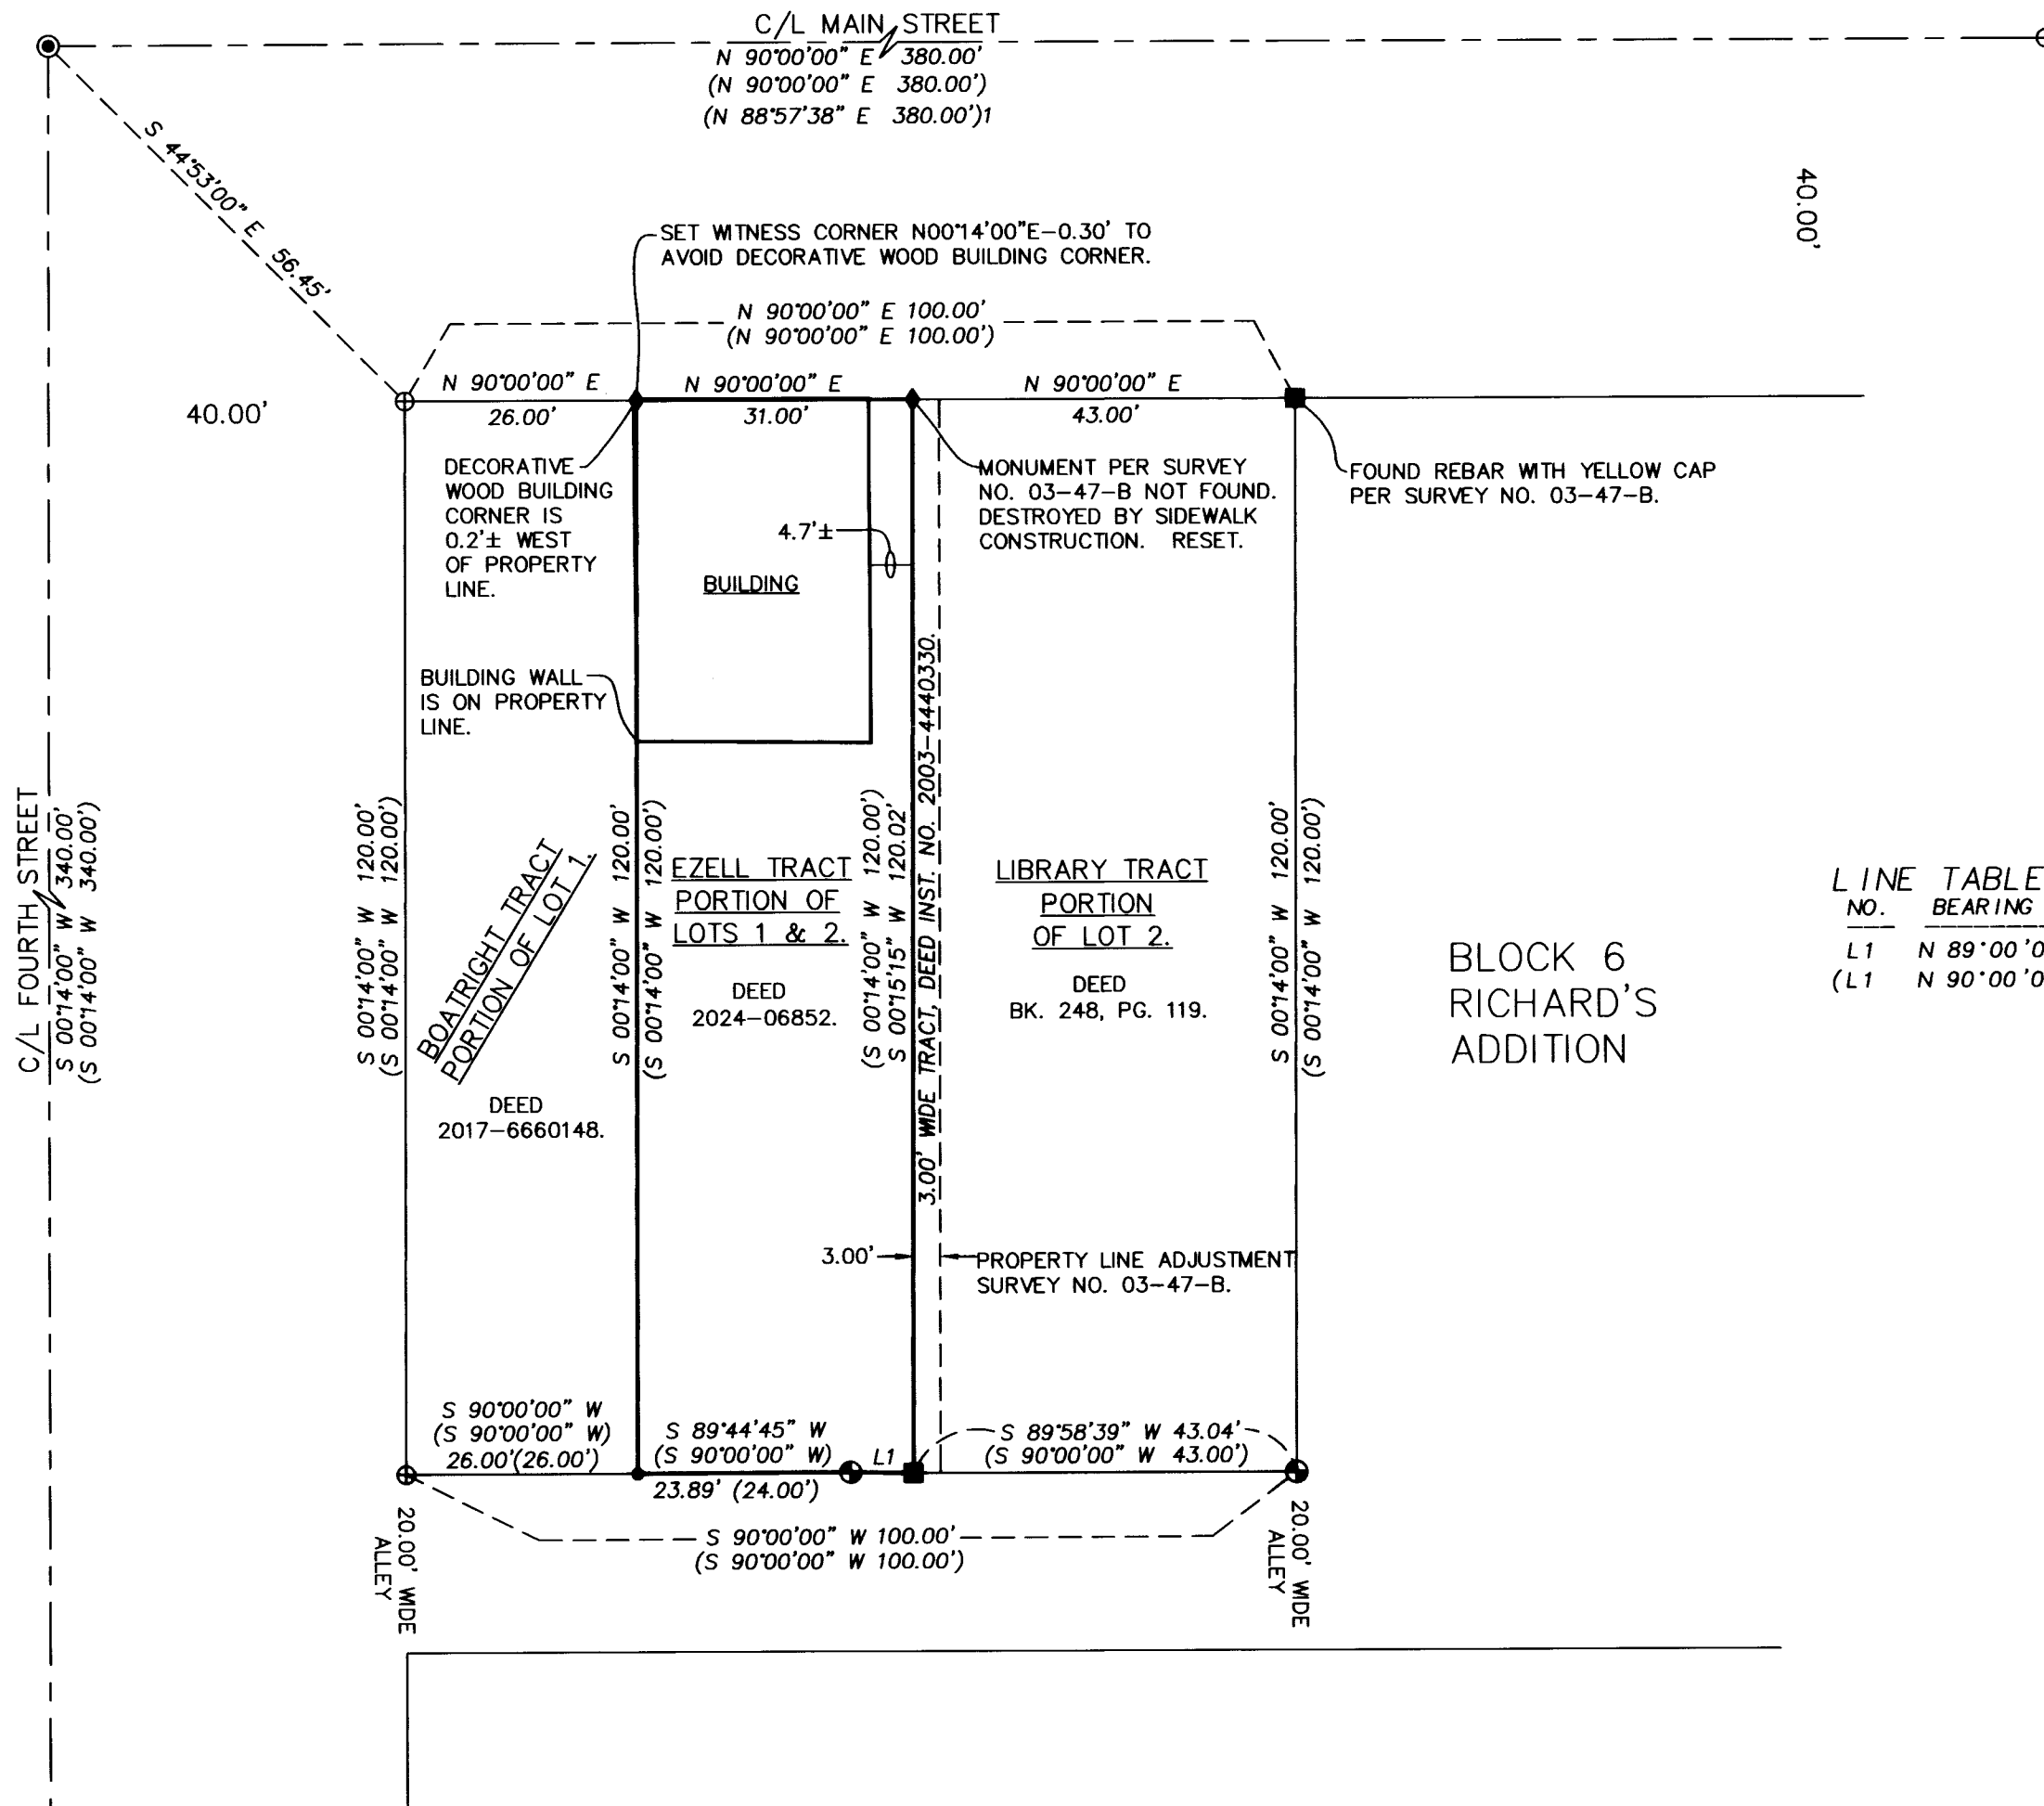 C/L MAIN STREET
N 90°00'00" E 380.00'
(N 90°00'00" E 380.00')
(N 88°57'38" E 380.00')1
S 44°53'00" E 56.45'
40.00'
SET WITNESS CORNER N00°14'00"E-0.30' TO
AVOID DECORATIVE WOOD BUILDING CORNER.
N 90°00'00" E 100.00'
(N 90°00'00" E 100.00')
N 90°00'00" E
26.00'
N 90°00'00" E
31.00'
N 90°00'00" E
43.00'
40.00'
DECORATIVE
WOOD BUILDING
CORNER IS
0.2'± WEST
OF PROPERTY
LINE.
4.7'±
BUILDING
MONUMENT PER SURVEY
NO. 03-47-B NOT FOUND.
DESTROYED BY SIDEWALK
CONSTRUCTION. RESET.
FOUND REBAR WITH YELLOW CAP
PER SURVEY NO. 03-47-B.
BUILDING WALL
IS ON PROPERTY
LINE.
C/L FOURTH STREET
S 00°14'00" W 340.00'
(S 00°14'00" W 340.00')
S 00°14'00" W 120.00'
(S 00°14'00" W 120.00')
BOATRIGHT TRACT
PORTION OF LOT 1.
DEED
2017-6660148.
S 00°14'00" W 120.00'
(S 00°14'00" W 120.00')
EZELL TRACT
PORTION OF
LOTS 1 & 2.
DEED
2024-06852.
(S 00°14'00" W 120.00')
S 00°15'15" W 120.02'
3.00' WIDE TRACT, DEED INST. NO. 2003-4440330.
LIBRARY TRACT
PORTION
OF LOT 2.
DEED
BK. 248, PG. 119.
S 00°14'00" W 120.00'
(S 00°14'00" W 120.00')
BLOCK 6
RICHARD'S
ADDITION
LINE TABLE
NO. BEARING
L1 N 89°00'0
(L1 N 90°00'0
3.00'
PROPERTY LINE ADJUSTMENT
SURVEY NO. 03-47-B.
S 90°00'00" W
(S 90°00'00" W)
26.00'(26.00')
S 89°44'45" W
(S 90°00'00" W)
L1
23.89' (24.00')
S 89°58'39" W 43.04'
(S 90°00'00" W 43.00')
S 90°00'00" W 100.00'
(S 90°00'00" W 100.00')
20.00' WIDE
ALLEY
20.00' WIDE
ALLEY